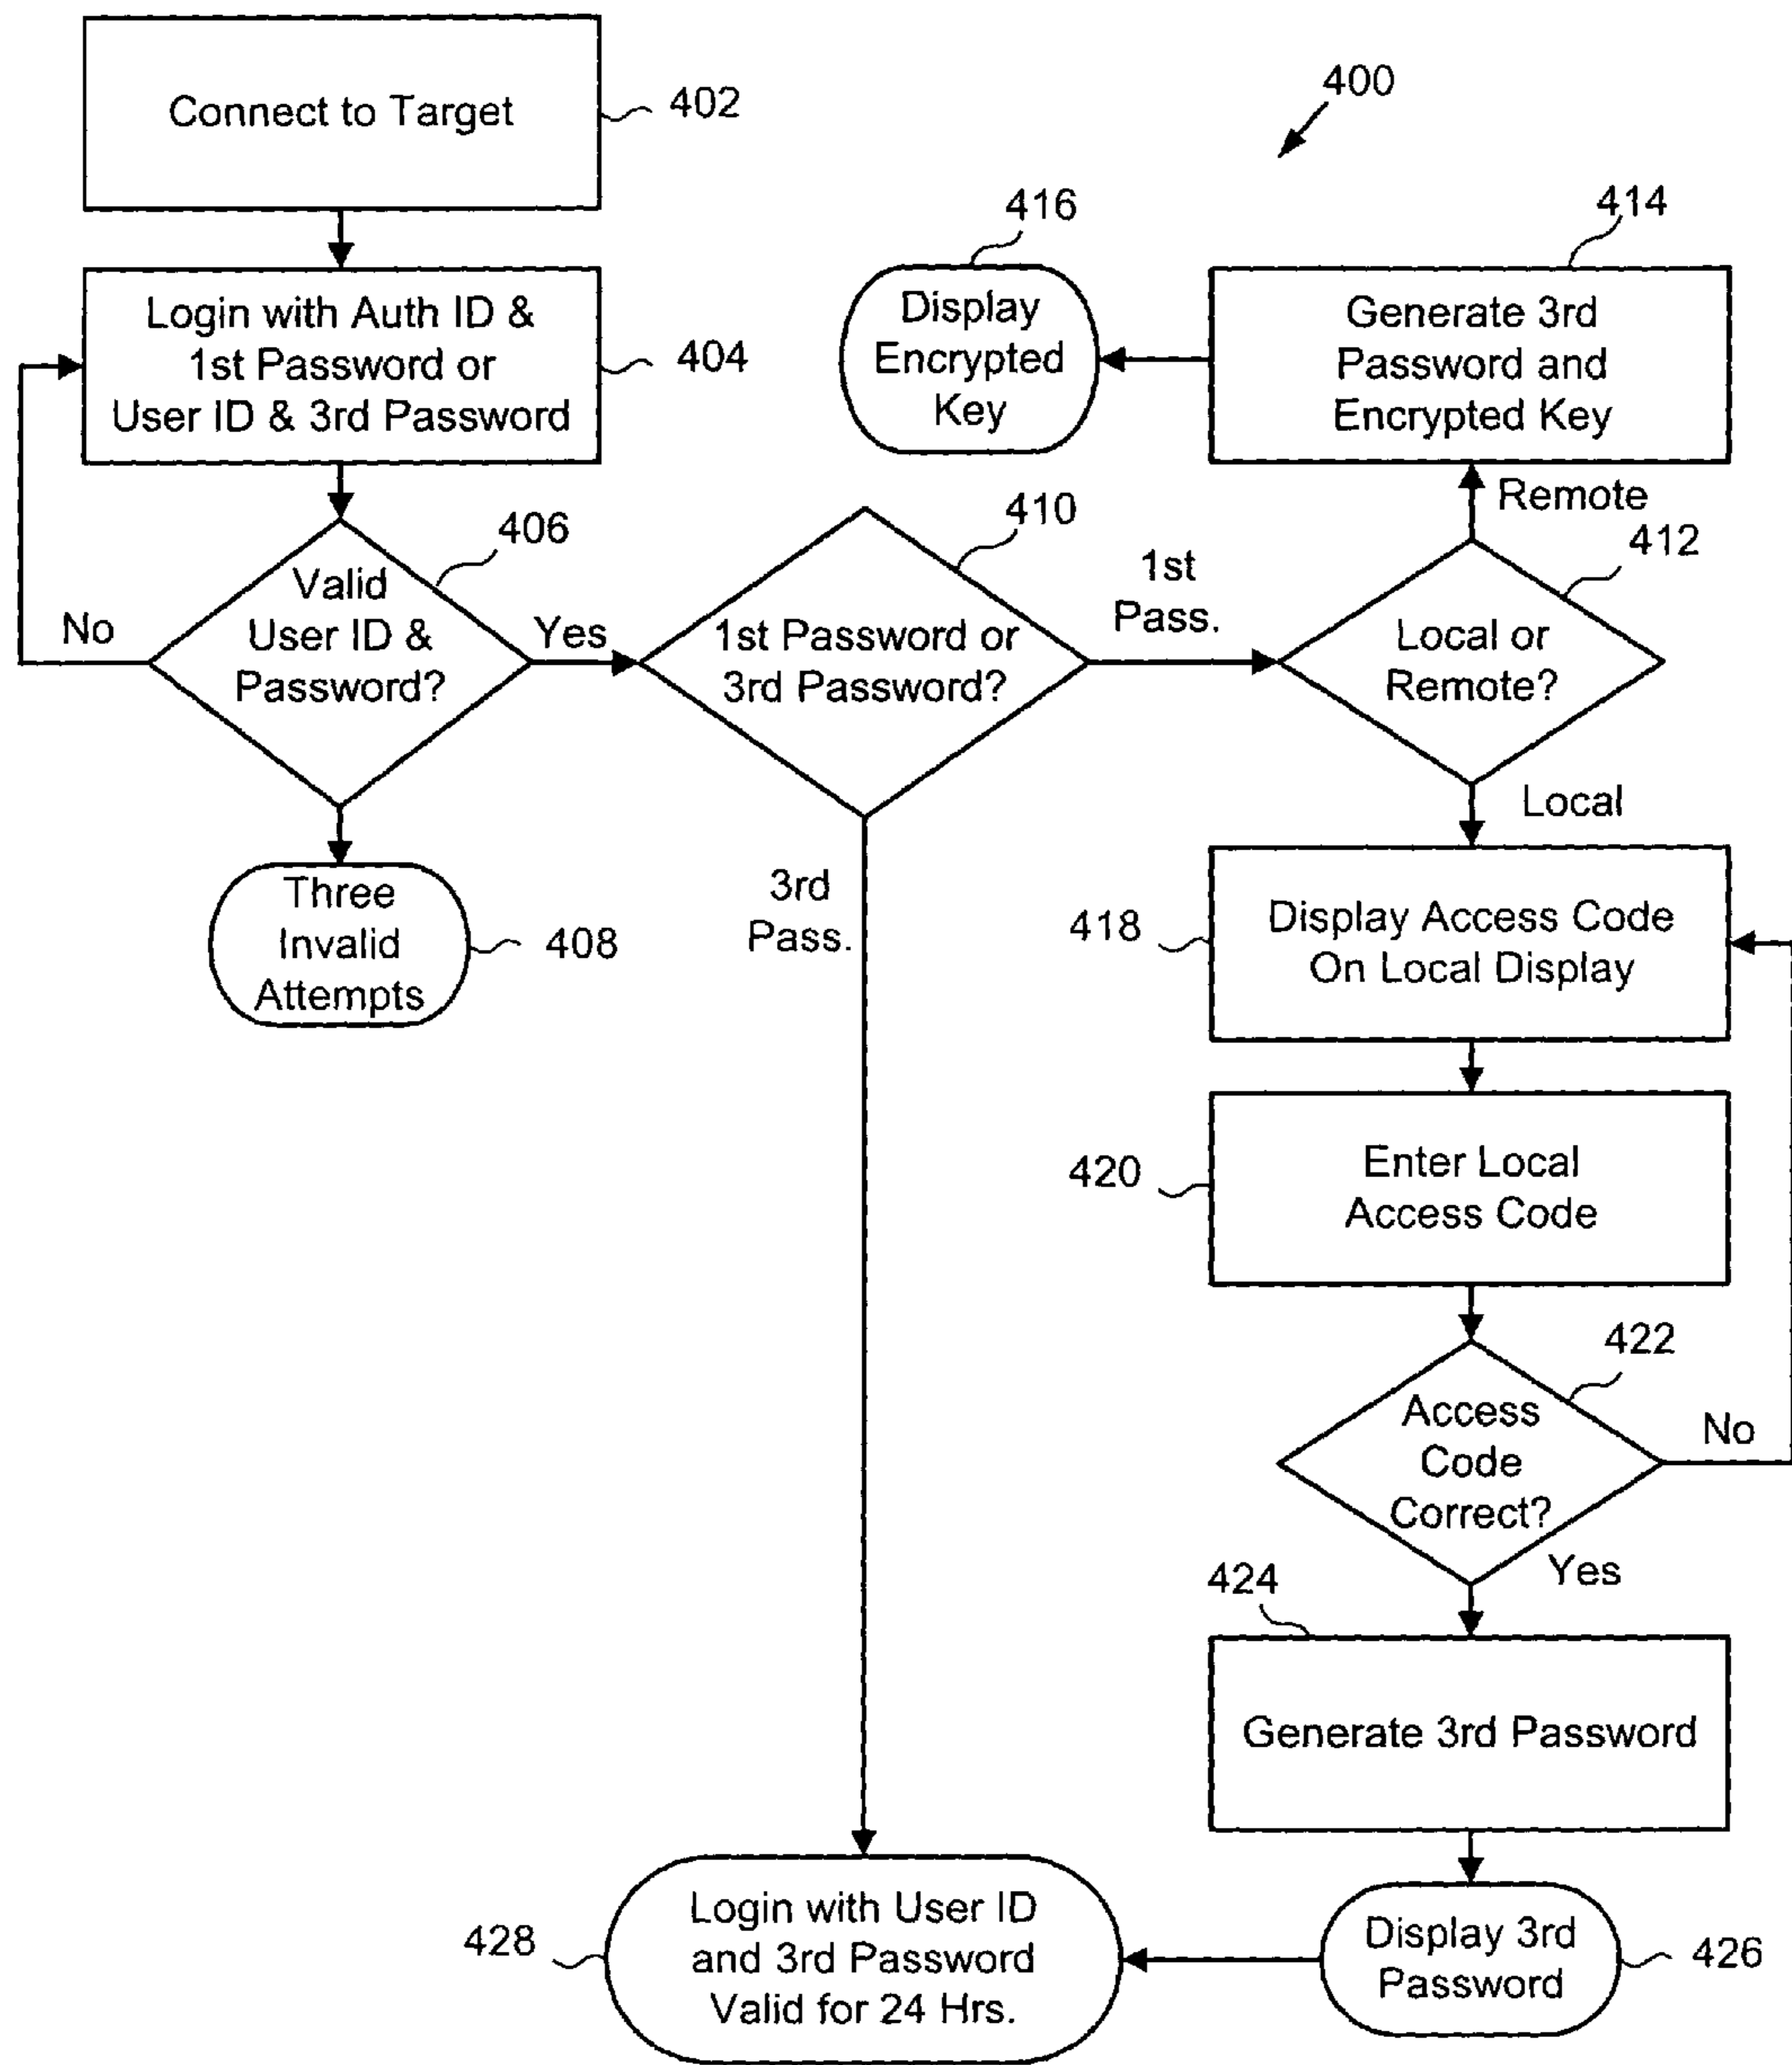 Connect to Target
402
400
Login with Auth ID &
1st Password or
User ID & 3rd Password
404
416
Display
Encrypted
Key
414
Generate 3rd
Password and
Encrypted Key
Remote
406
Valid
User ID &
Password?
No
Yes
410
1st Password or
3rd Password?
1st
Pass.
412
Local or
Remote?
Local
Three
Invalid
Attempts
408
3rd
Pass.
418
Display Access Code
On Local Display
420
Enter Local
Access Code
422
Access
Code
Correct?
No
Yes
424
Generate 3rd Password
428
Login with User ID
and 3rd Password
Valid for 24 Hrs.
Display 3rd
Password
426